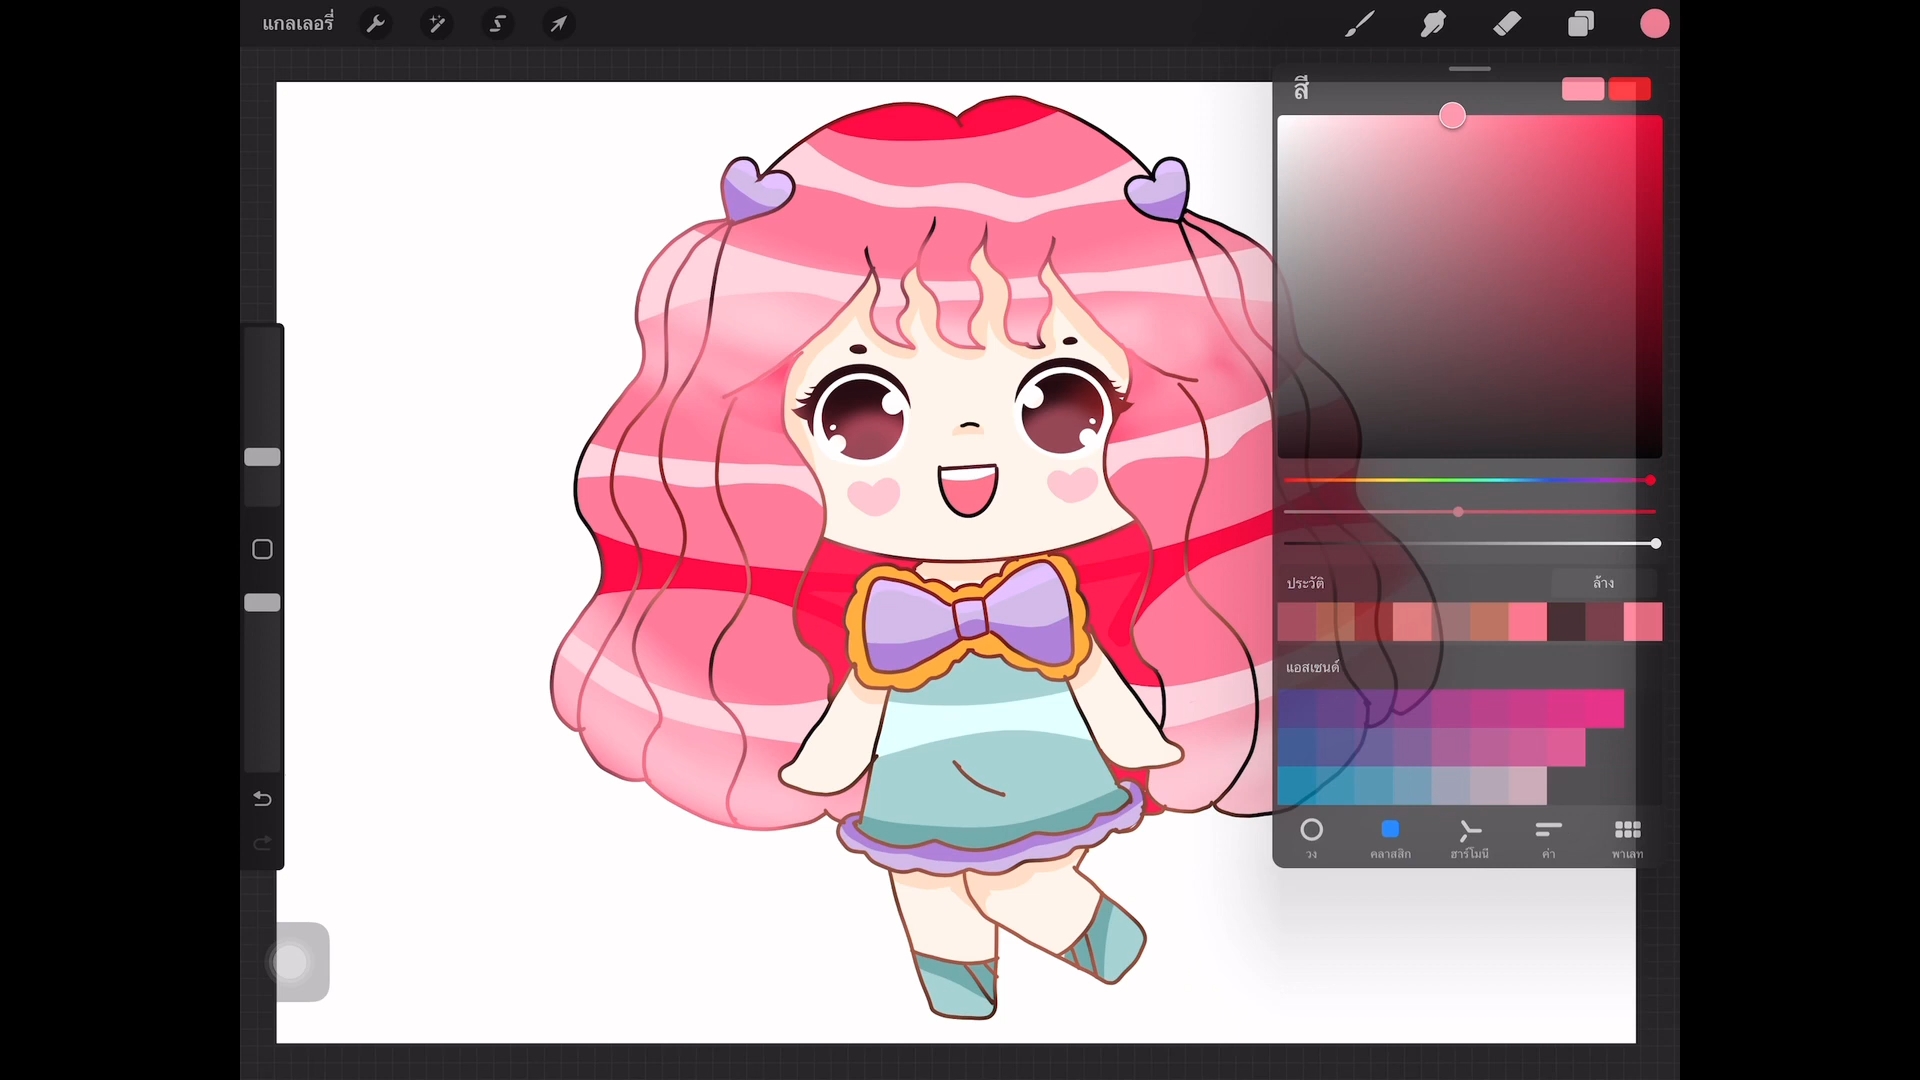 แกลเลอรี่
สี
ประวัติ
ล้าง
แอสเซนต์
วง
คลาสสิก
ฮาร์โมนี
ค่า
พาเลท